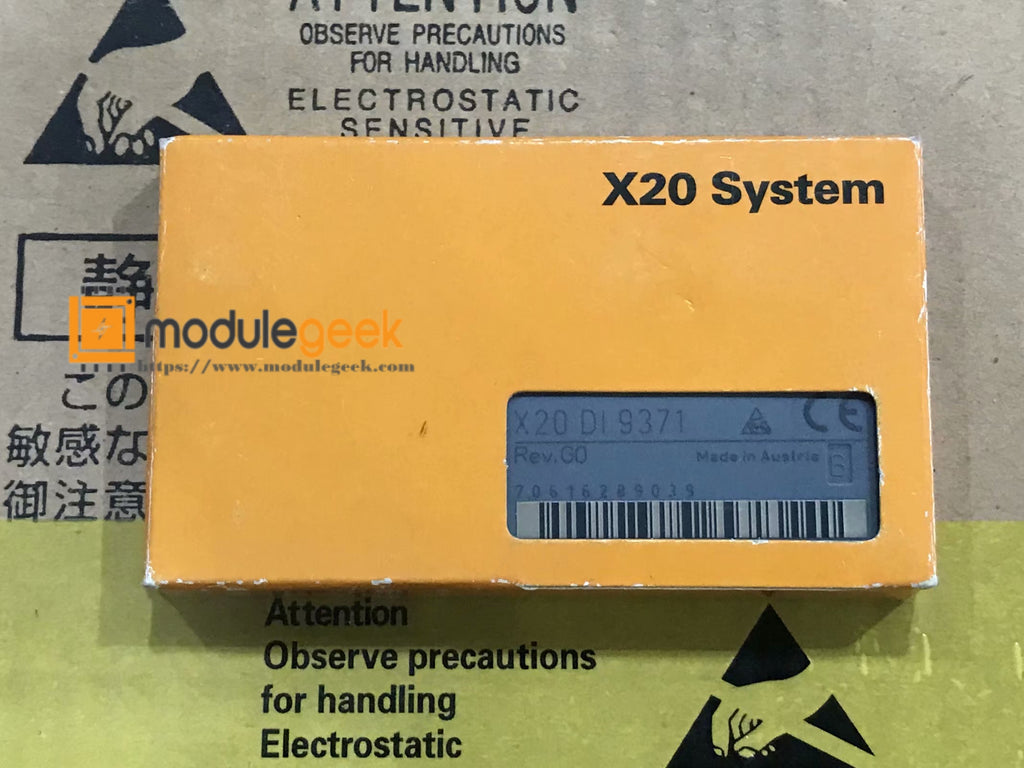 ATTENTION
OBSERVE PRECAUTIONS
FOR HANDLING
ELECTROSTATIC
SENSITIVE
X20 System
静
modulegeek
https://www.modulegeek.com
この
敏感な
御注意
X20 DI 9371
CE
Rev.G0
Made in Austria
70616289039
Attention
Observe precautions
for handling
Electrostatic